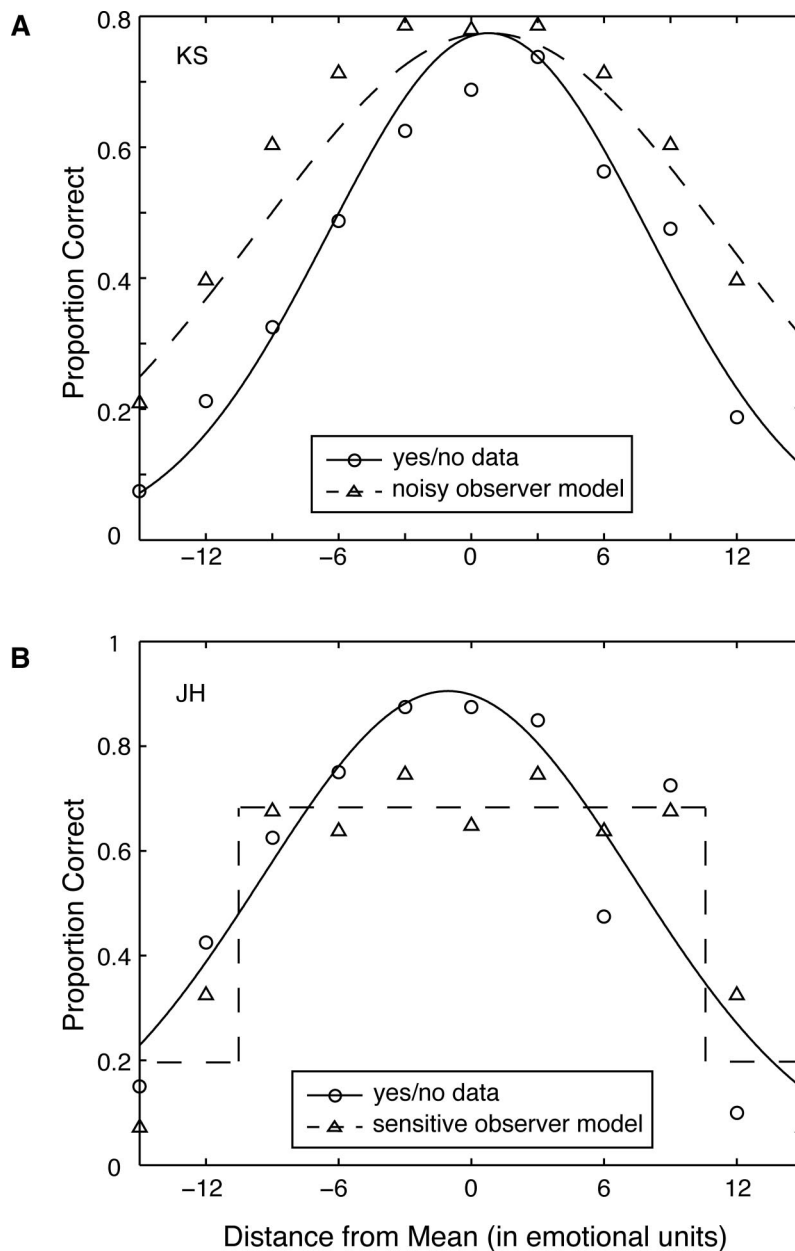 A
KS
0.8
0.6
0.4
0.2
0
Proportion Correct
yes/no data
noisy observer model
−12 −6 0 6 12
B
JH
1
0.8
0.6
0.4
0.2
0
Proportion Correct
yes/no data
sensitive observer model
−12 −6 0 6 12
Distance from Mean (in emotional units)